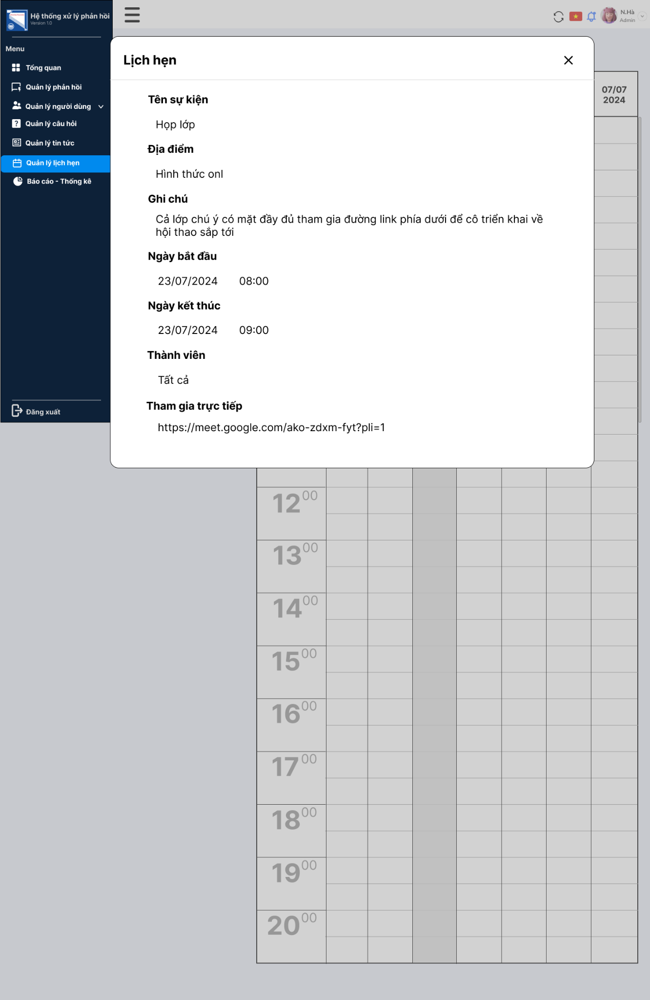 Hệ thống xử lý phản hồi
Version 1.0
Menu
Tổng quan
Quản lý phản hồi
Quản lý người dùng
Quản lý câu hỏi
Quản lý tin tức
Quản lý lịch hẹn
Báo cáo - Thống kê
Đăng xuất
N.Hà
Admin
Lịch hẹn
Tên sự kiện
Họp lớp
Địa điểm
Hình thức onl
Ghi chú
Cả lớp chú ý có mặt đầy đủ tham gia đường link phía dưới để cô triển khai về
hội thao sắp tới
Ngày bắt đầu
23/07/2024 08:00
Ngày kết thúc
23/07/2024 09:00
Thành viên
Tất cả
Tham gia trực tiếp
https://meet.google.com/ako-zdxm-fyt?pli=1
07/07
2024
12 00
13 00
14 00
15 00
16 00
17 00
18 00
19 00
20 00